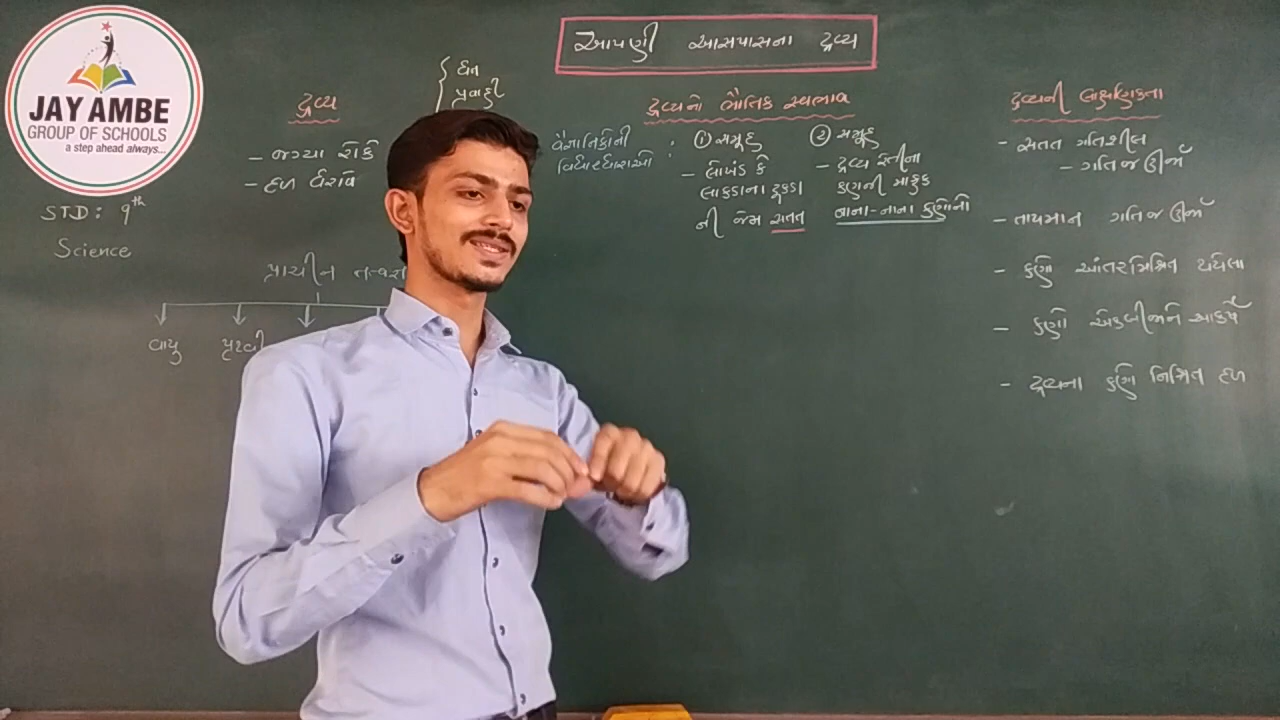 JAY AMBE
GROUP OF SCHOOLS
a step ahead always...
STD: 9th
Science
આપણી આસપાસના દ્રવ્ય
દ્રવ્ય
- જગ્યા રોકે
- દળ ધરાવે
ઘન
પ્રવાહી
પ્રાચીન
વાયુ
પૃથ્વી
દ્રવ્યનો ભૌતિક સ્વભાવ
વૈજ્ઞાનિકોની
વિચારધારાઓ :
① સમૂહ
- લોખંડ કે
લાકડાના ટુકડા
ની જેમ સતત
② સમૂહ
- દ્રવ્ય રેતીના
કણની માફક
નાના-નાના કણોનો
દ્રવ્યની લાક્ષણિકતા
- સતત ગતિશીલ
- ગતિજ ઊર્જા
- તાપમાન ગતિજ ઊર્જા
- કણો આંતરમિશ્રિત થયેલા
- કણો એકબીજાને આકર્ષે
- દ્રવ્યના કણો નિશ્ચિત દળ